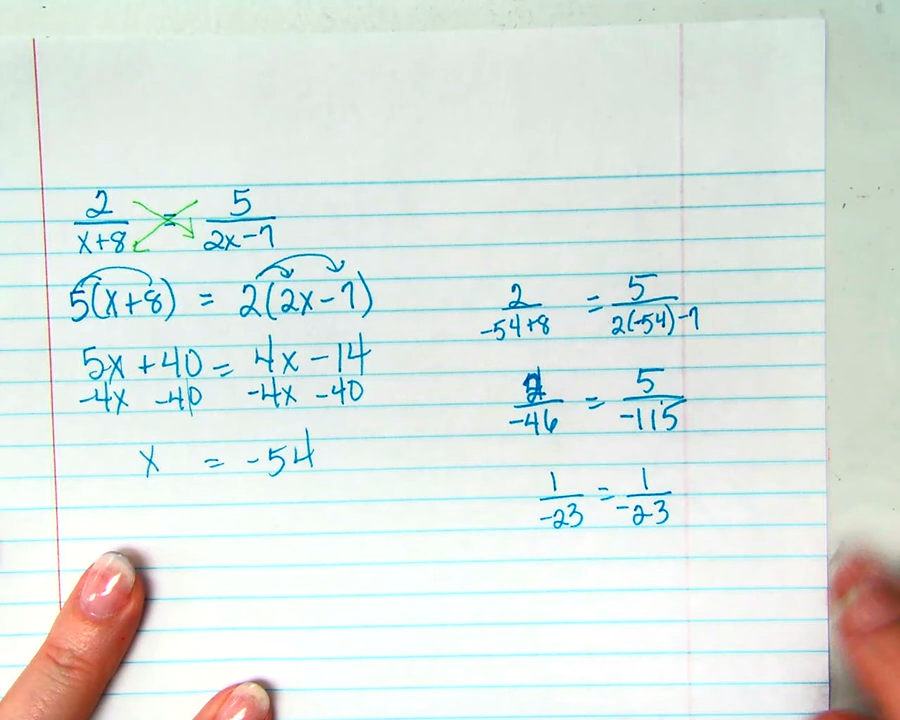 2/(x+8) = 5/(2x-7)
5(x+8) = 2(2x-7)
5x + 40 = 4x - 14
-4x -40 -4x -40
x = -54
2/(-54+8) = 5/(2(-54)-7)
2/-46 = 5/-115
1/-23 = 1/-23